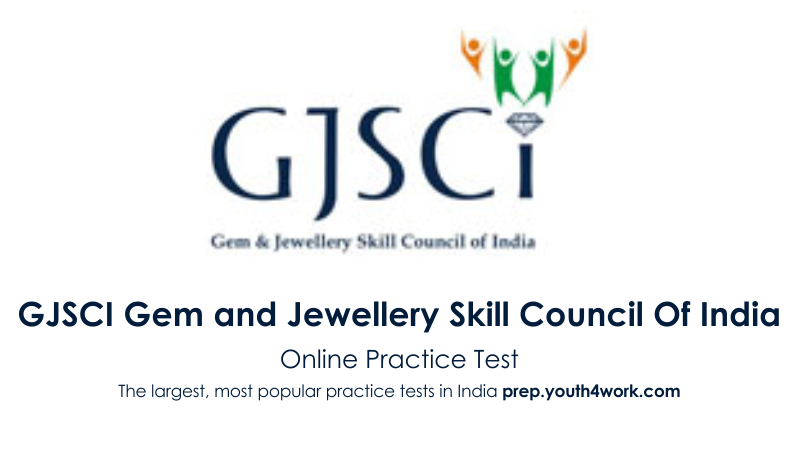 GJSCi
Gem & Jewellery Skill Council of India
GJSCI Gem and Jewellery Skill Council Of India
Online Practice Test
The largest, most popular practice tests in India prep.youth4work.com